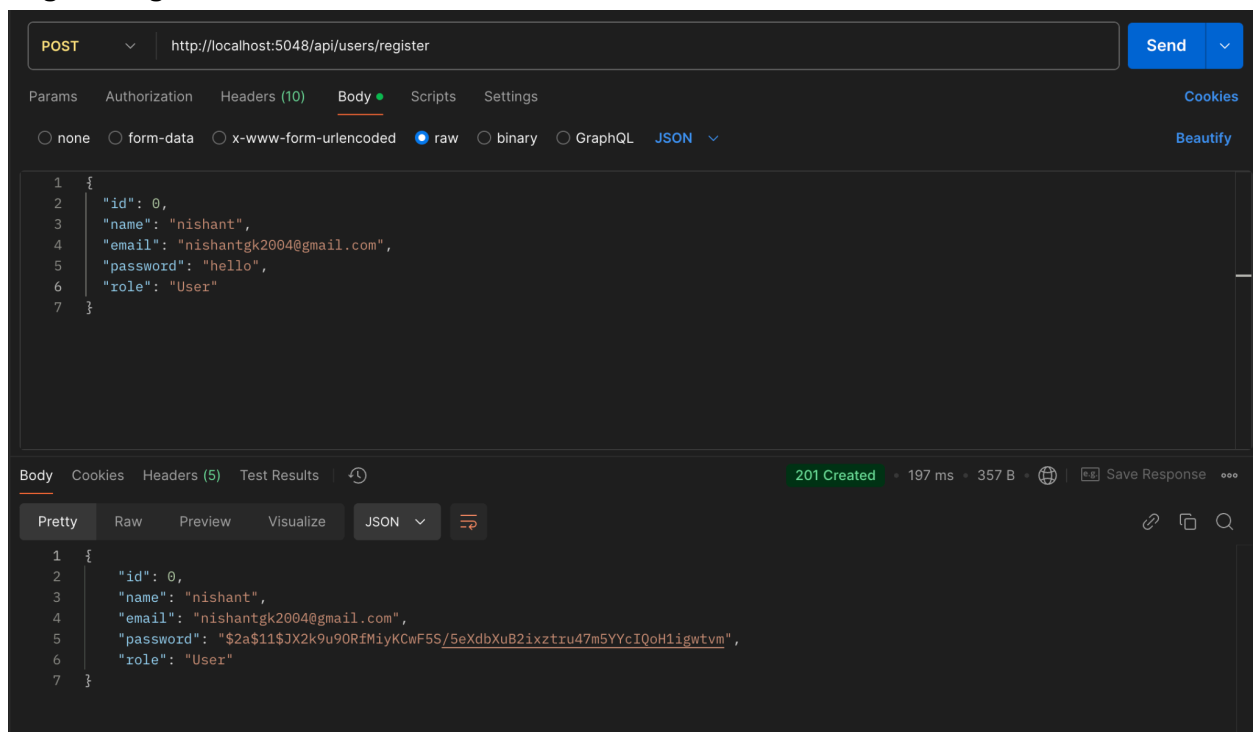 POST http://localhost:5048/api/users/register Send
Params Authorization Headers (10) Body Scripts Settings Cookies
none form-data x-www-form-urlencoded raw binary GraphQL JSON Beautify
1 {
2 "id": 0,
3 "name": "nishant",
4 "email": "nishantgk2004@gmail.com",
5 "password": "hello",
6 "role": "User"
7 }
Body Cookies Headers (5) Test Results 201 Created 197 ms 357 B e.g. Save Response
Pretty Raw Preview Visualize JSON
1 {
2 "id": 0,
3 "name": "nishant",
4 "email": "nishantgk2004@gmail.com",
5 "password": "$2a$11$JX2k9u9ORfMiyKCwF5S/5eXdbXuB2ixztru47m5YYcIQoH1igwtvm",
6 "role": "User"
7 }